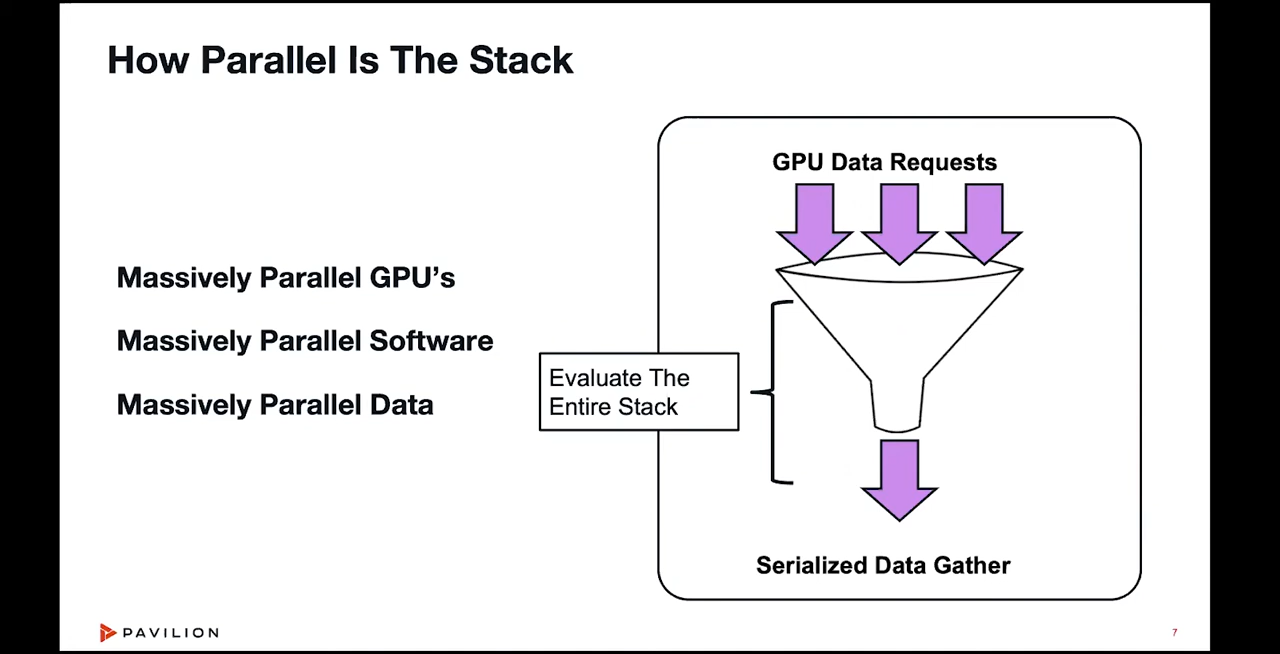 How Parallel Is The Stack
Massively Parallel GPU’s
Massively Parallel Software
Massively Parallel Data
GPU Data Requests
Evaluate The
Entire Stack
Serialized Data Gather
PAVILION
7